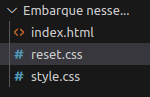 Embarque nesse...
index.html
# reset.css
# style.css